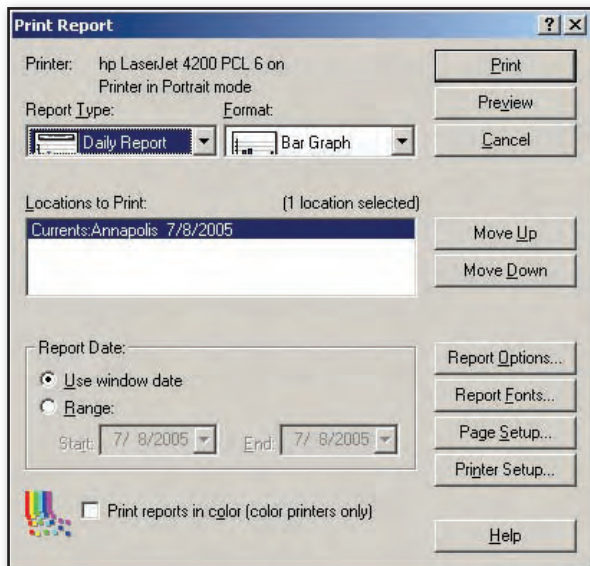 Print Report
Printer: hp LaserJet 4200 PCL 6 on
Printer in Portrait mode
Report Type:
Format:
Daily Report
Bar Graph
Print
Preview
Cancel
Locations to Print: (1 location selected)
Currents:Annapolis 7/8/2005
Move Up
Move Down
Report Date:
Use window date
Range:
Start: 7/ 8/2005 End: 7/ 8/2005
Report Options...
Report Fonts...
Page Setup...
Printer Setup...
Print reports in color (color printers only)
Help